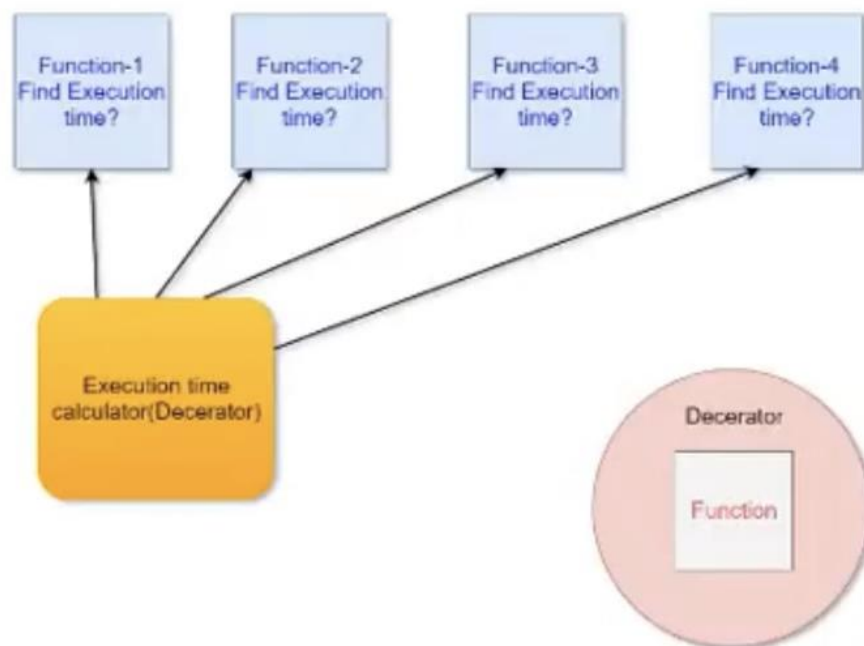 Function-1
Find Execution
time?
Function-2
Find Execution
time?
Function-3
Find Execution
time?
Function-4
Find Execution
time?
Execution time
calculator(Decerator)
Decerator
Function